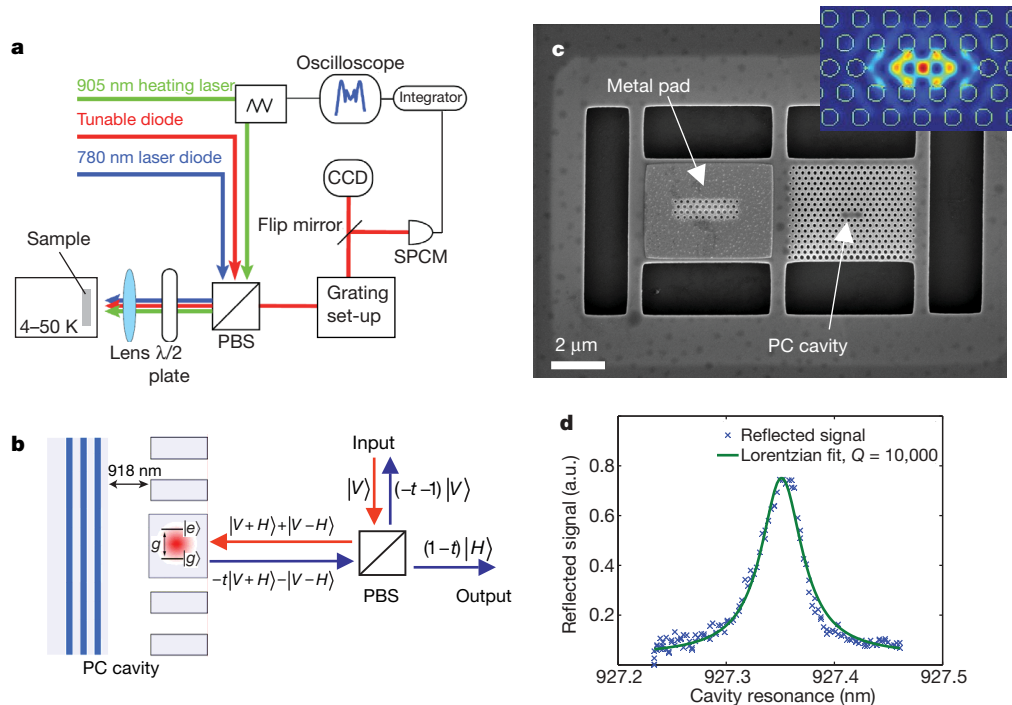 a
905 nm heating laser
Tunable diode
780 nm laser diode
Oscilloscope
Integrator
CCD
Flip mirror
SPCM
Sample
Grating
set-up
4–50 K
PBS
Lens λ/2
plate
b
918 nm
Input
|V⟩
(−t−1)|V⟩
|e⟩
g
|g⟩
|V+H⟩+|V−H⟩
−t|V+H⟩−|V−H⟩
(1−t)|H⟩
PBS
Output
PC cavity
c
Metal pad
PC cavity
2 μm
d
Reflected signal
Lorentzian fit, Q = 10,000
Reflected signal (a.u.)
0.8
0.6
0.4
0.2
927.2
927.3
927.4
927.5
Cavity resonance (nm)